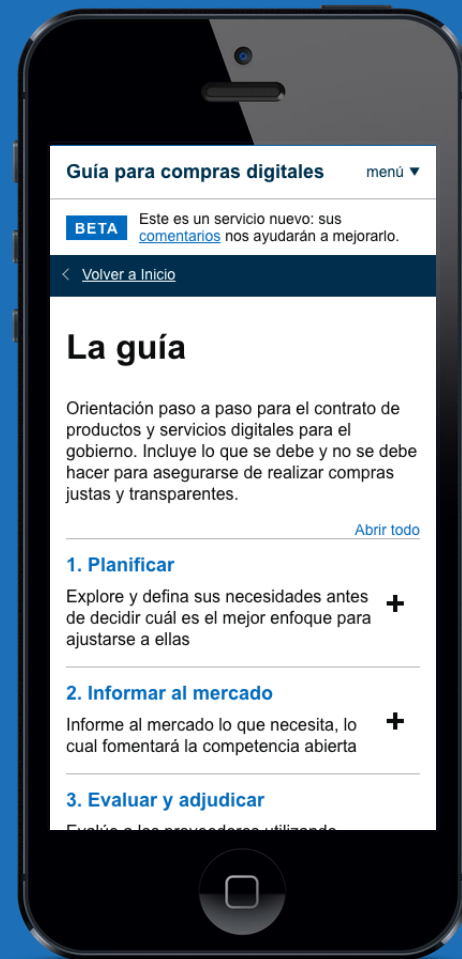 Guía para compras digitales
menú ▼
BETA
Este es un servicio nuevo: sus
comentarios nos ayudarán a mejorarlo.
Volver a Inicio
La guía
Orientación paso a paso para el contrato de
productos y servicios digitales para el
gobierno. Incluye lo que se debe y no se debe
hacer para asegurarse de realizar compras
justas y transparentes.
Abrir todo
1. Planificar
Explore y defina sus necesidades antes
de decidir cuál es el mejor enfoque para
ajustarse a ellas
2. Informar al mercado
Informe al mercado lo que necesita, lo
cual fomentará la competencia abierta
3. Evaluar y adjudicar
Evalúe a los proveedores utilizando